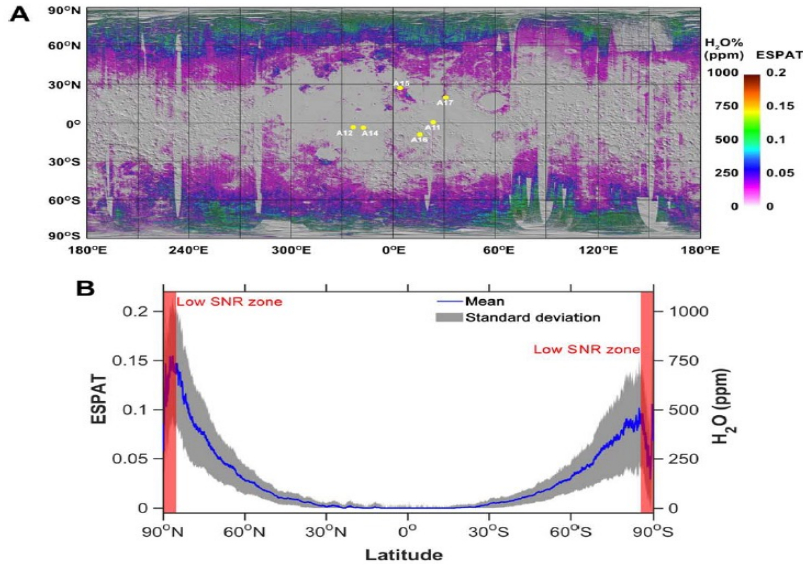 A
90°N
60°N
30°N
0°
30°S
60°S
90°S
180°E
240°E
300°E
0°E
60°E
120°E
180°E
A15
A17
A12
A14
A11
A16
H₂O%
(ppm)
ESPAT
1000
750
500
250
0
0.2
0.15
0.1
0.05
0
B
Low SNR zone
Mean
Standard deviation
Low SNR zone
ESPAT
0.2
0.15
0.1
0.05
0
H₂O (ppm)
1000
750
500
250
0
90°N
60°N
30°N
0°
30°S
60°S
90°S
Latitude